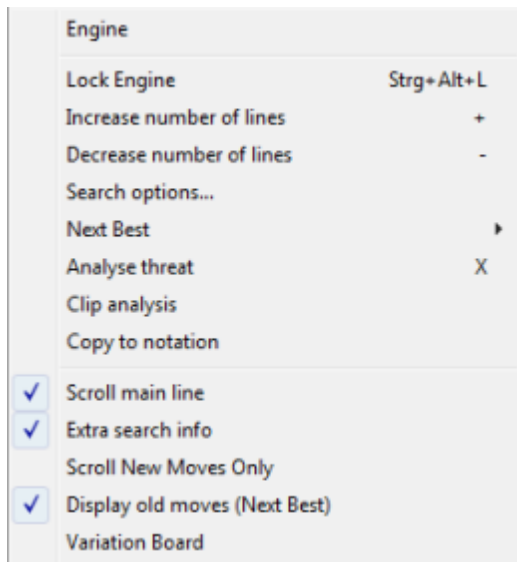 Engine
Lock Engine Strg+Alt+L
Increase number of lines +
Decrease number of lines -
Search options...
Next Best
Analyse threat X
Clip analysis
Copy to notation
Scroll main line
Extra search info
Scroll New Moves Only
Display old moves (Next Best)
Variation Board